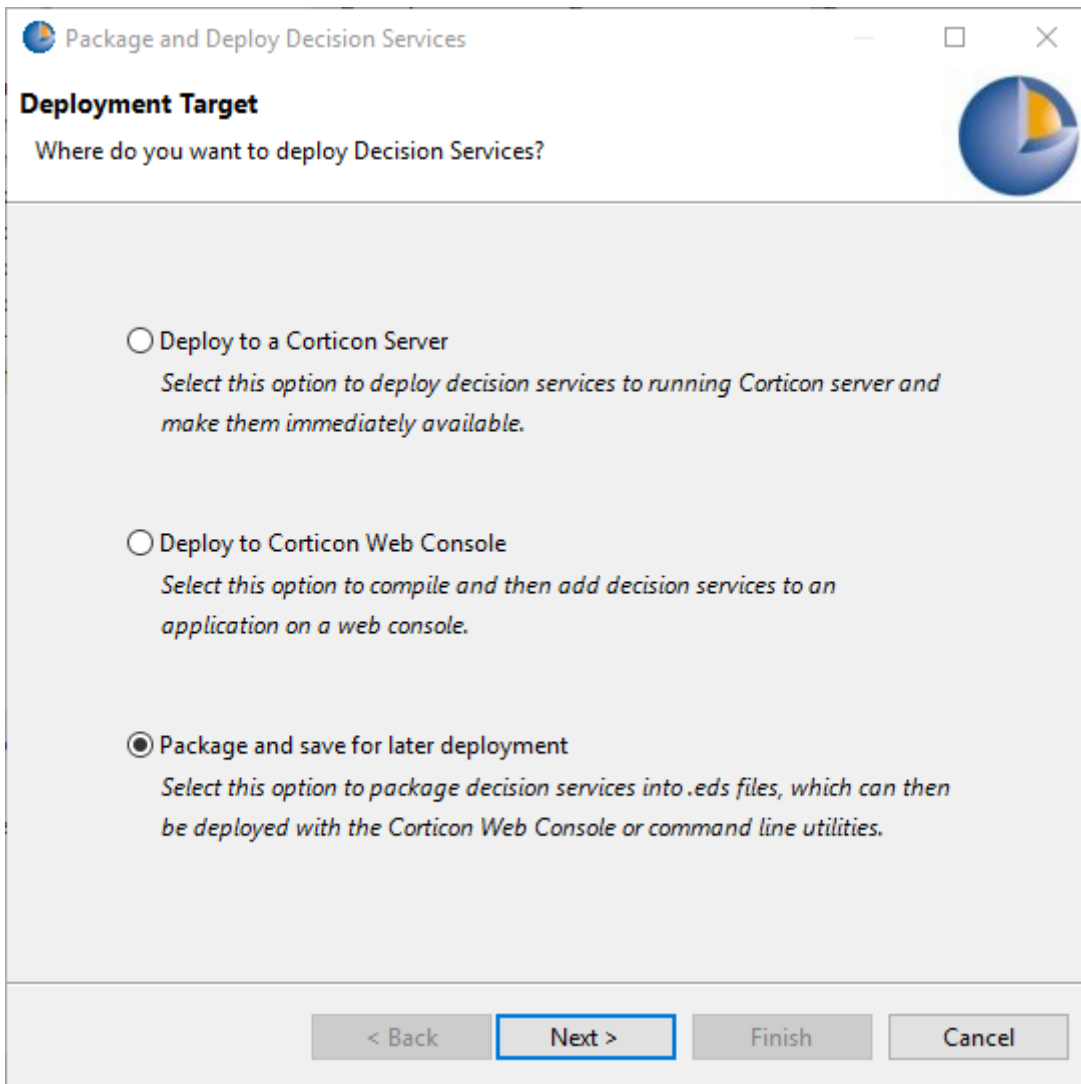 Package and Deploy Decision Services
Deployment Target
Where do you want to deploy Decision Services?
Deploy to a Corticon Server
Select this option to deploy decision services to running Corticon server and
make them immediately available.
Deploy to Corticon Web Console
Select this option to compile and then add decision services to an
application on a web console.
Package and save for later deployment
Select this option to package decision services into .eds files, which can then
be deployed with the Corticon Web Console or command line utilities.
< Back Next > Finish Cancel